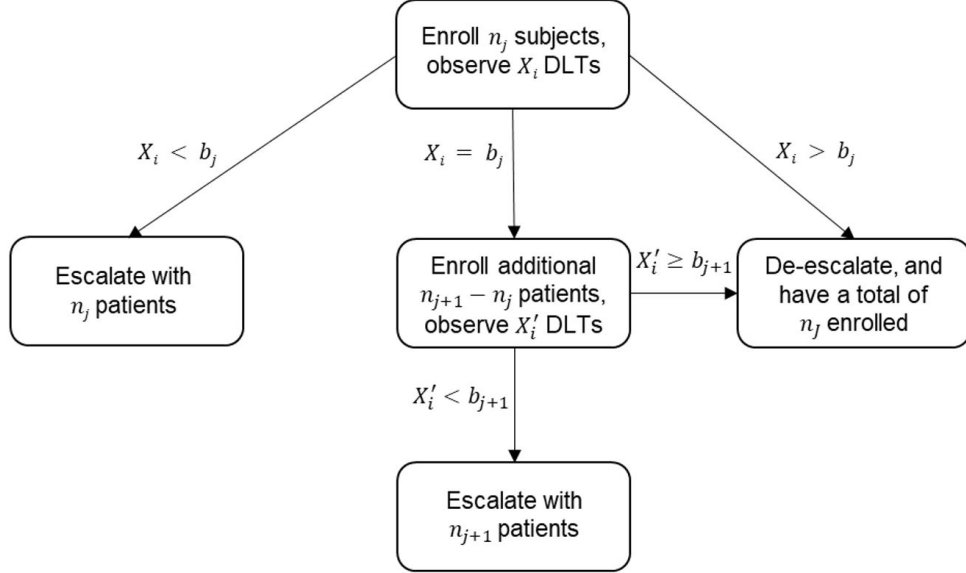 Enroll n_j subjects,
observe X_i DLTs
X_i < b_j
X_i = b_j
X_i > b_j
Escalate with
n_j patients
Enroll additional
n_{j+1} − n_j patients,
observe X_i′ DLTs
X_i′ ≥ b_{j+1}
De-escalate, and
have a total of
n_J enrolled
X_i′ < b_{j+1}
Escalate with
n_{j+1} patients